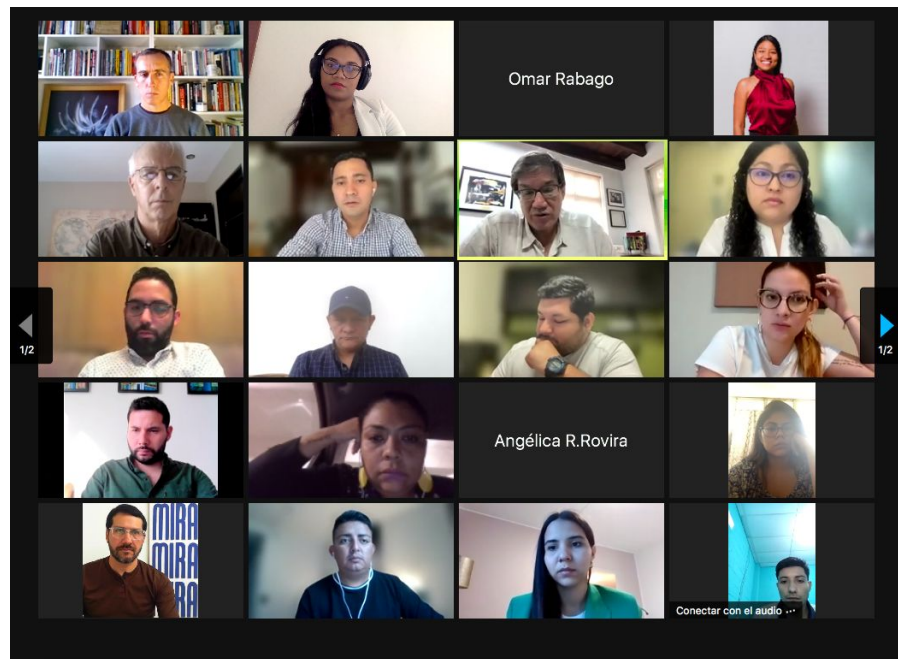 Omar Rabago
1/2
1/2
Angélica R.Rovira
MIRA
MIRA
Conectar con el audio ...